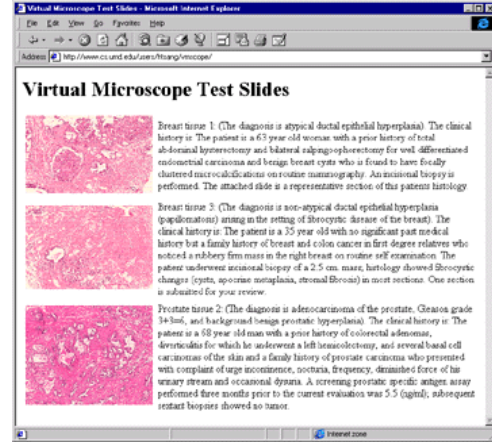 Virtual Microscope Test Slides - Microsoft Internet Explorer
File Edit View Go Favorites Help
Address http://www.cs.umd.edu/users/hfsang/vmscope/
Virtual Microscope Test Slides
Breast tissue 1: (The diagnosis is atypical ductal epithelial hyperplasia). The clinical
history is: The patient is a 63 year old woman with a prior history of total
abdominal hysterectomy and bilateral salpingoophorectomy for well differentiated
endometrial carcinoma and benign breast cysts who is found to have focally
clustered microcalcifications on routine mammography. An incisional biopsy is
performed. The attached slide is a representative section of this patients histology
Breast tissue 3: (The diagnosis is non-atypical ductal epithelial hyperplasia
(papillomatosis) arising in the setting of fibrocystic disease of the breast). The
clinical history is: The patient is a 35 year old with no significant past medical
history but a family history of breast and colon cancer in first degree relatives who
noticed a rubbery firm mass in the right breast on routine self examination. The
patient underwent incisional biopsy of a 2.5 cm. mass, histology showed fibrocystic
changes (cysts, apocrine metaplasia, stromal fibrosis) in most sections. One section
is submitted for your review.
Prostate tissue 2: (The diagnosis is adenocarcinoma of the prostate, Gleason grade
3+3=6, and background benign prostatic hyperplasia). The clinical history is: The
patient is a 68 year old man with a prior history of colorectal adenomas,
diverticulitis for which he underwent a left hemicolectomy, and several basal cell
carcinomas of the skin and a family history of prostate carcinoma who presented
with complaint of urge incontinence, nocturia, frequency, diminished force of his
urinary stream and occasional dysuria. A screening prostatic specific antigen assay
performed three months prior to the current evaluation was 5.5 (ng/ml); subsequent
sextant biopsies showed no tumor.
Internet zone